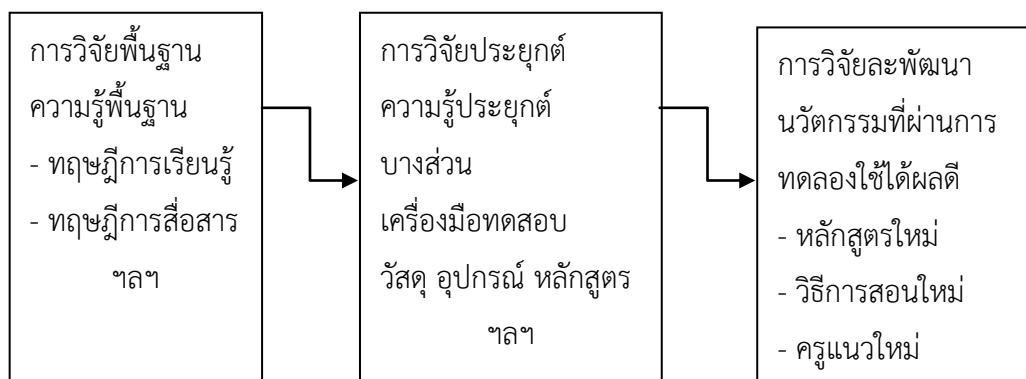 การวิจัยพื้นฐาน
ความรู้พื้นฐาน
- ทฤษฎีการเรียนรู้
- ทฤษฎีการสื่อสาร
ฯลฯ
การวิจัยประยุกต์
ความรู้ประยุกต์
บางส่วน
เครื่องมือทดสอบ
วัสดุ อุปกรณ์ หลักสูตร
ฯลฯ
การวิจัยละพัฒนา
นวัตกรรมที่ผ่านการ
ทดลองใช้ได้ผลดี
- หลักสูตรใหม่
- วิธีการสอนใหม่
- ครูแนวใหม่